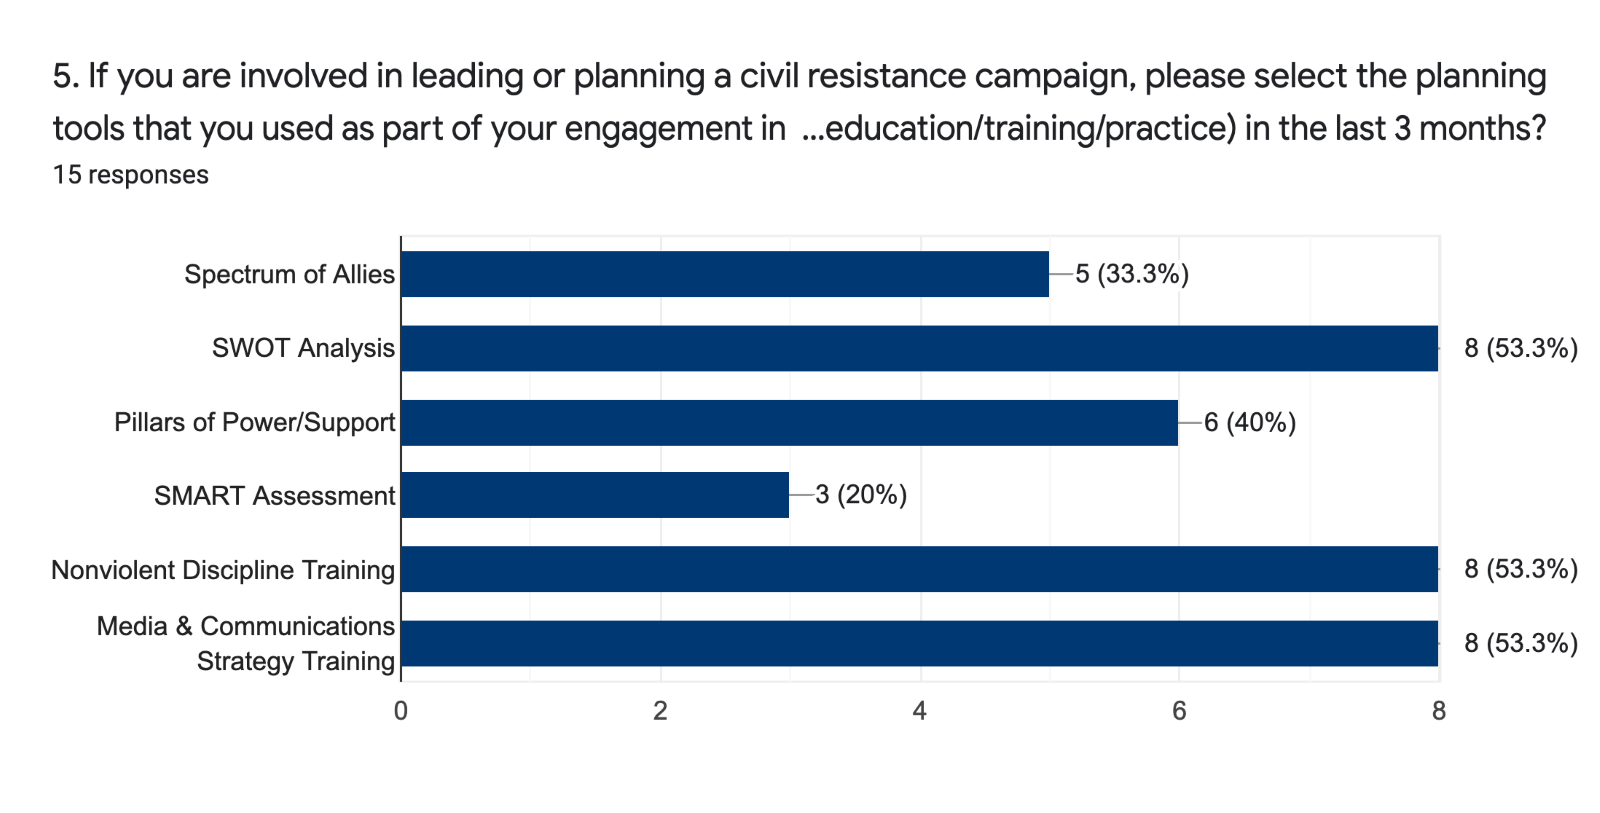 5. If you are involved in leading or planning a civil resistance campaign, please select the planning
tools that you used as part of your engagement in ...education/training/practice) in the last 3 months?
15 responses
Spectrum of Allies
5 (33.3%)
SWOT Analysis
8 (53.3%)
Pillars of Power/Support
6 (40%)
SMART Assessment
3 (20%)
Nonviolent Discipline Training
8 (53.3%)
Media & Communications
Strategy Training
8 (53.3%)
0 2 4 6 8